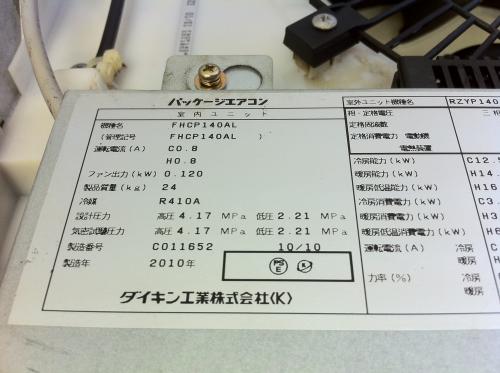 パッケージエアコン
室内ユニット
機種名 FHCP140AL
(管理記号 FHCP140AL )
運転電流(A) C0.8
H0.8
ファン出力(kW) 0.120
製品質量(kg) 24
冷媒 R410A
設計圧力 高圧 4.17 MPa 低圧 2.21 MPa
気密試験圧力 高圧 4.17 MPa 低圧 2.21 MPa
製造番号 C011652 10/10
製造年 2010年
PS
E
ダイキン工業株式会社(K)
室外ユニット機種名 RZYP140
相・定格電圧 三相
定格周波数
定格消費電力 電動機
電熱装置
冷房能力(kW) C12.
暖房能力(kW) H14.
暖房低温能力(kW) H16
冷房消費電力(kW) C3.
暖房消費電力(kW) H3
暖房低温消費電力(kW) H6
運転電流(A) 冷房
暖房
力率(%) 冷房
暖房